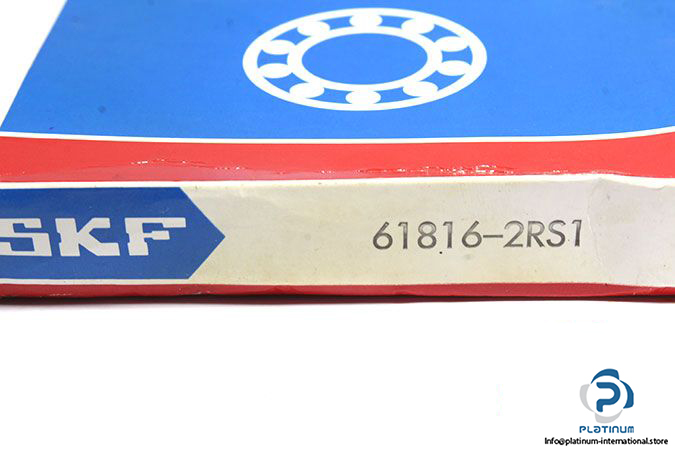 SKF
61816-2RS1
P
PLATINUM
Info@platinum-international.store